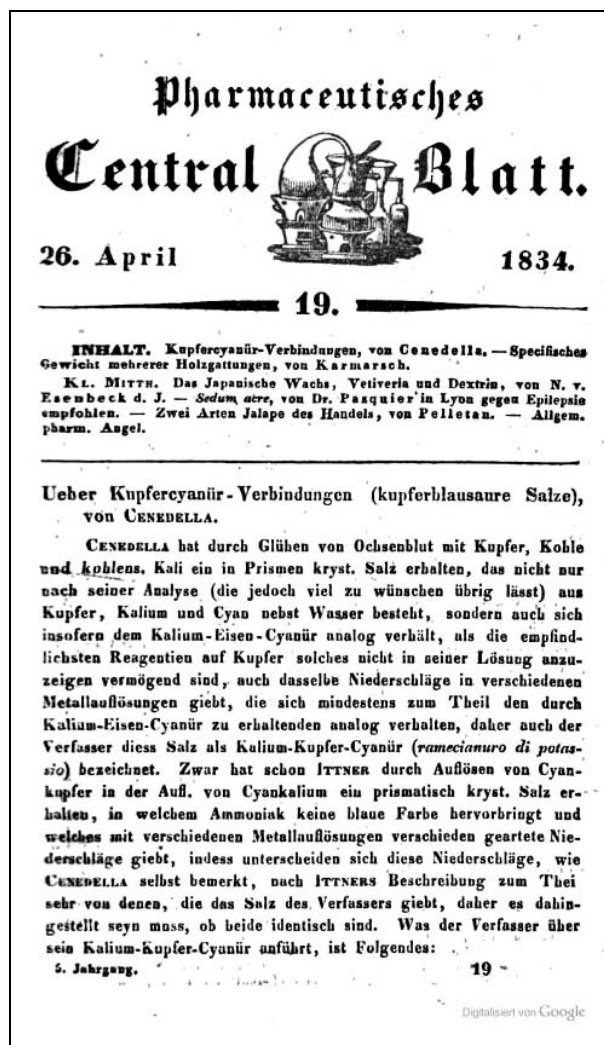 Pharmaceutisches
Central Blatt.
26. April 1834.
19.
INHALT. Kupfercyanür-Verbindungen, von Cenedella. — Specifisches
Gewicht mehrerer Holzgattungen, von Karmarsch.
KL. MITTH. Das Japanische Wachs, Vetiveria und Dextrin, von N. v.
Esenbeck d. J. — Sedum acre, von Dr. Pasquier in Lyon gegen Epilepsie
empfohlen. — Zwei Arten Jalape des Handels, von Pelletan. — Allgem.
pharm. Angel.
Ueber Kupfercyanür-Verbindungen (kupferblausaure Salze),
von CENEDELLA.
CENEDELLA hat durch Glühen von Ochsenblut mit Kupfer, Kohle
und kohlens. Kali ein in Prismen kryst. Salz erhalten, das nicht nur
nach seiner Analyse (die jedoch viel zu wünschen übrig lässt) aus
Kupfer, Kalium und Cyan nebst Wasser besteht, sondern auch sich
insofern dem Kalium-Eisen-Cyanür analog verhält, als die empfind-
lichsten Reagentien auf Kupfer solches nicht in seiner Lösung anzu-
zeigen vermögend sind, auch dasselbe Niederschläge in verschiedenen
Metallauflösungen giebt, die sich mindestens zum Theil den durch
Kalium-Eisen-Cyanür zu erhaltenden analog verhalten, daher auch der
Verfasser diess Salz als Kalium-Kupfer-Cyanür (ramecianuro di potas-
sio) bezeichnet. Zwar hat schon ITTNER durch Auflösen von Cyan-
kupfer in der Aufl. von Cyankalium ein prismatisch kryst. Salz er-
halten, in welchem Ammoniak keine blaue Farbe hervorbringt und
welches mit verschiedenen Metallauflösungen verschieden geartete Nie-
derschläge giebt, indess unterscheiden sich diese Niederschläge, wie
CENEDELLA selbst bemerkt, nach ITTNERS Beschreibung zum Thei
sehr von denen, die das Salz des Verfassers giebt, daher es dahin-
gestellt seyn muss, ob beide identisch sind. Was der Verfasser über
sein Kalium-Kupfer-Cyanür anführt, ist Folgendes:
5. Jahrgang. 19
Digitalisiert von Google